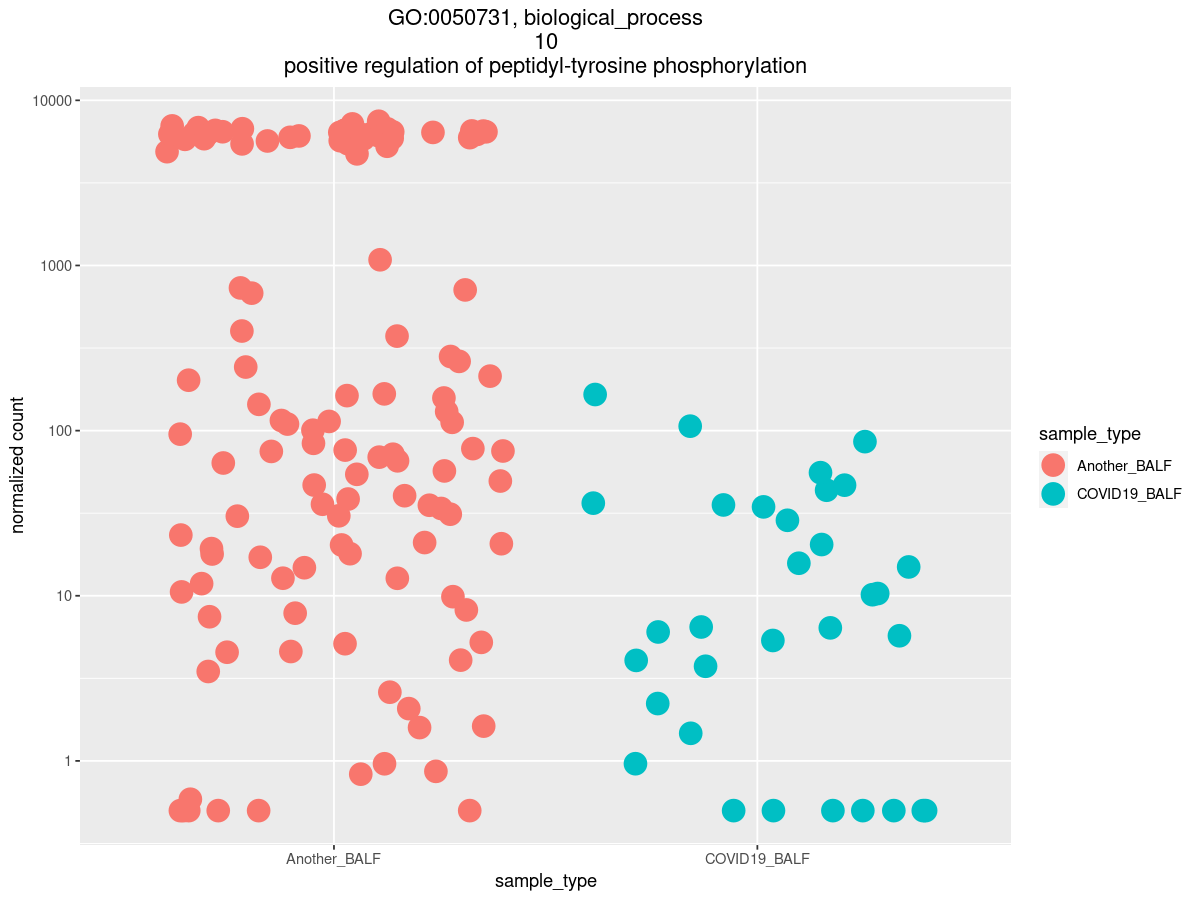 GO:0050731, biological_process
10
positive regulation of peptidyl-tyrosine phosphorylation
10000
1000
100
10
1
normalized count
Another_BALF
COVID19_BALF
sample_type
sample_type
Another_BALF
COVID19_BALF